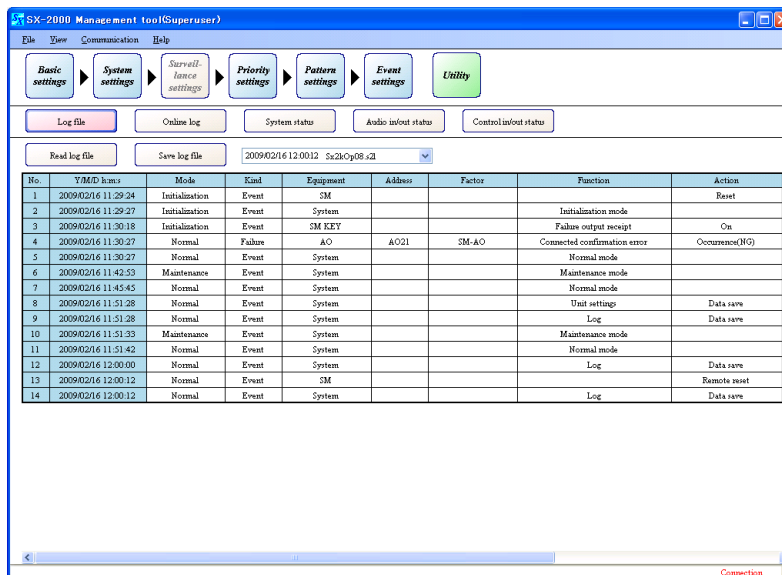 SX-2000 Management tool(Superuser)
File View Communication Help
Basic settings System settings Surveil-lance settings Priority settings Pattern settings Event settings Utility
Log file Online log System status Audio in/out status Control in/out status
Read log file Save log file 2009/02/16 12:00:12 Sx2kOp08.s2l
No. Y/M/D h:m:s Mode Kind Equipment Address Factor Function Action
1 2009/02/16 11:29:24 Initialization Event SM Reset
2 2009/02/16 11:29:27 Initialization Event System Initialization mode
3 2009/02/16 11:30:18 Initialization Event SM KEY Failure output receipt On
4 2009/02/16 11:30:27 Normal Failure AO AO21 SM-AO Connected confirmation error Occurrence(NG)
5 2009/02/16 11:30:27 Normal Event System Normal mode
6 2009/02/16 11:42:53 Maintenance Event System Maintenance mode
7 2009/02/16 11:45:45 Normal Event System Normal mode
8 2009/02/16 11:51:28 Normal Event System Unit settings Data save
9 2009/02/16 11:51:28 Normal Event System Log Data save
10 2009/02/16 11:51:33 Maintenance Event System Maintenance mode
11 2009/02/16 11:51:42 Normal Event System Normal mode
12 2009/02/16 12:00:00 Normal Event System Log Data save
13 2009/02/16 12:00:12 Normal Event SM Remote reset
14 2009/02/16 12:00:12 Normal Event System Log Data save
Connection